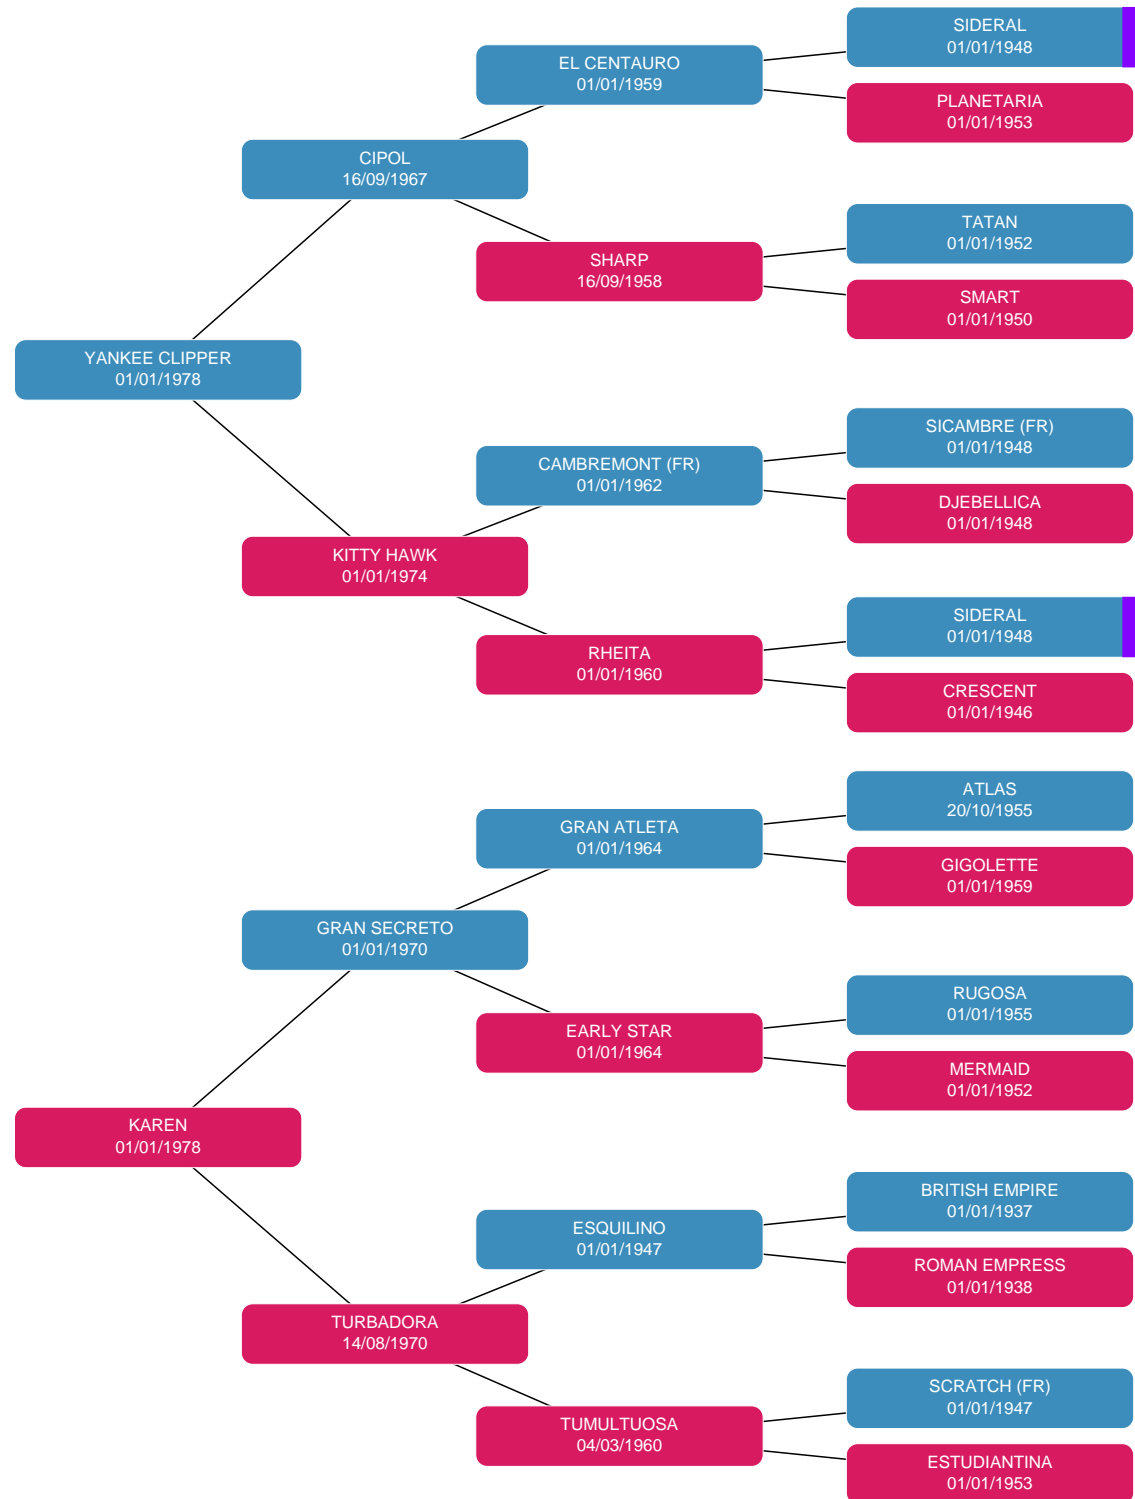 SIDERAL
01/01/1948
EL CENTAURO
01/01/1959
PLANETARIA
01/01/1953
CIPOL
16/09/1967
TATAN
01/01/1952
SHARP
16/09/1958
SMART
01/01/1950
YANKEE CLIPPER
01/01/1978
SICAMBRE (FR)
01/01/1948
CAMBREMONT (FR)
01/01/1962
DJEBELLICA
01/01/1948
KITTY HAWK
01/01/1974
SIDERAL
01/01/1948
RHEITA
01/01/1960
CRESCENT
01/01/1946
ATLAS
20/10/1955
GRAN ATLETA
01/01/1964
GIGOLETTE
01/01/1959
GRAN SECRETO
01/01/1970
RUGOSA
01/01/1955
EARLY STAR
01/01/1964
MERMAID
01/01/1952
KAREN
01/01/1978
BRITISH EMPIRE
01/01/1937
ESQUILINO
01/01/1947
ROMAN EMPRESS
01/01/1938
TURBADORA
14/08/1970
SCRATCH (FR)
01/01/1947
TUMULTUOSA
04/03/1960
ESTUDIANTINA
01/01/1953